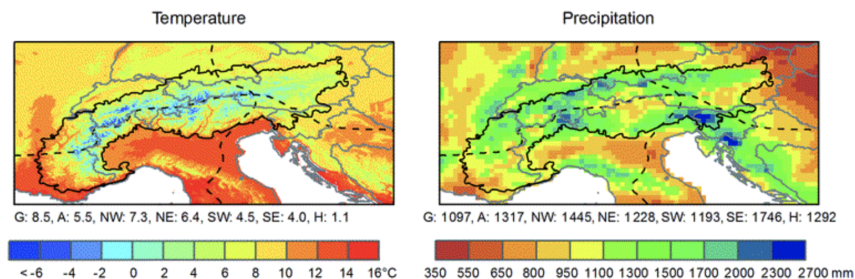 Temperature
Precipitation
G: 8.5, A: 5.5, NW: 7.3, NE: 6.4, SW: 4.5, SE: 4.0, H: 1.1
G: 1097, A: 1317, NW: 1445, NE: 1228, SW: 1193, SE: 1746, H: 1292
< -6 -4 -2 0 2 4 6 8 10 12 14 16°C
350 550 650 800 950 1100 1300 1500 1700 2000 2300 2700 mm